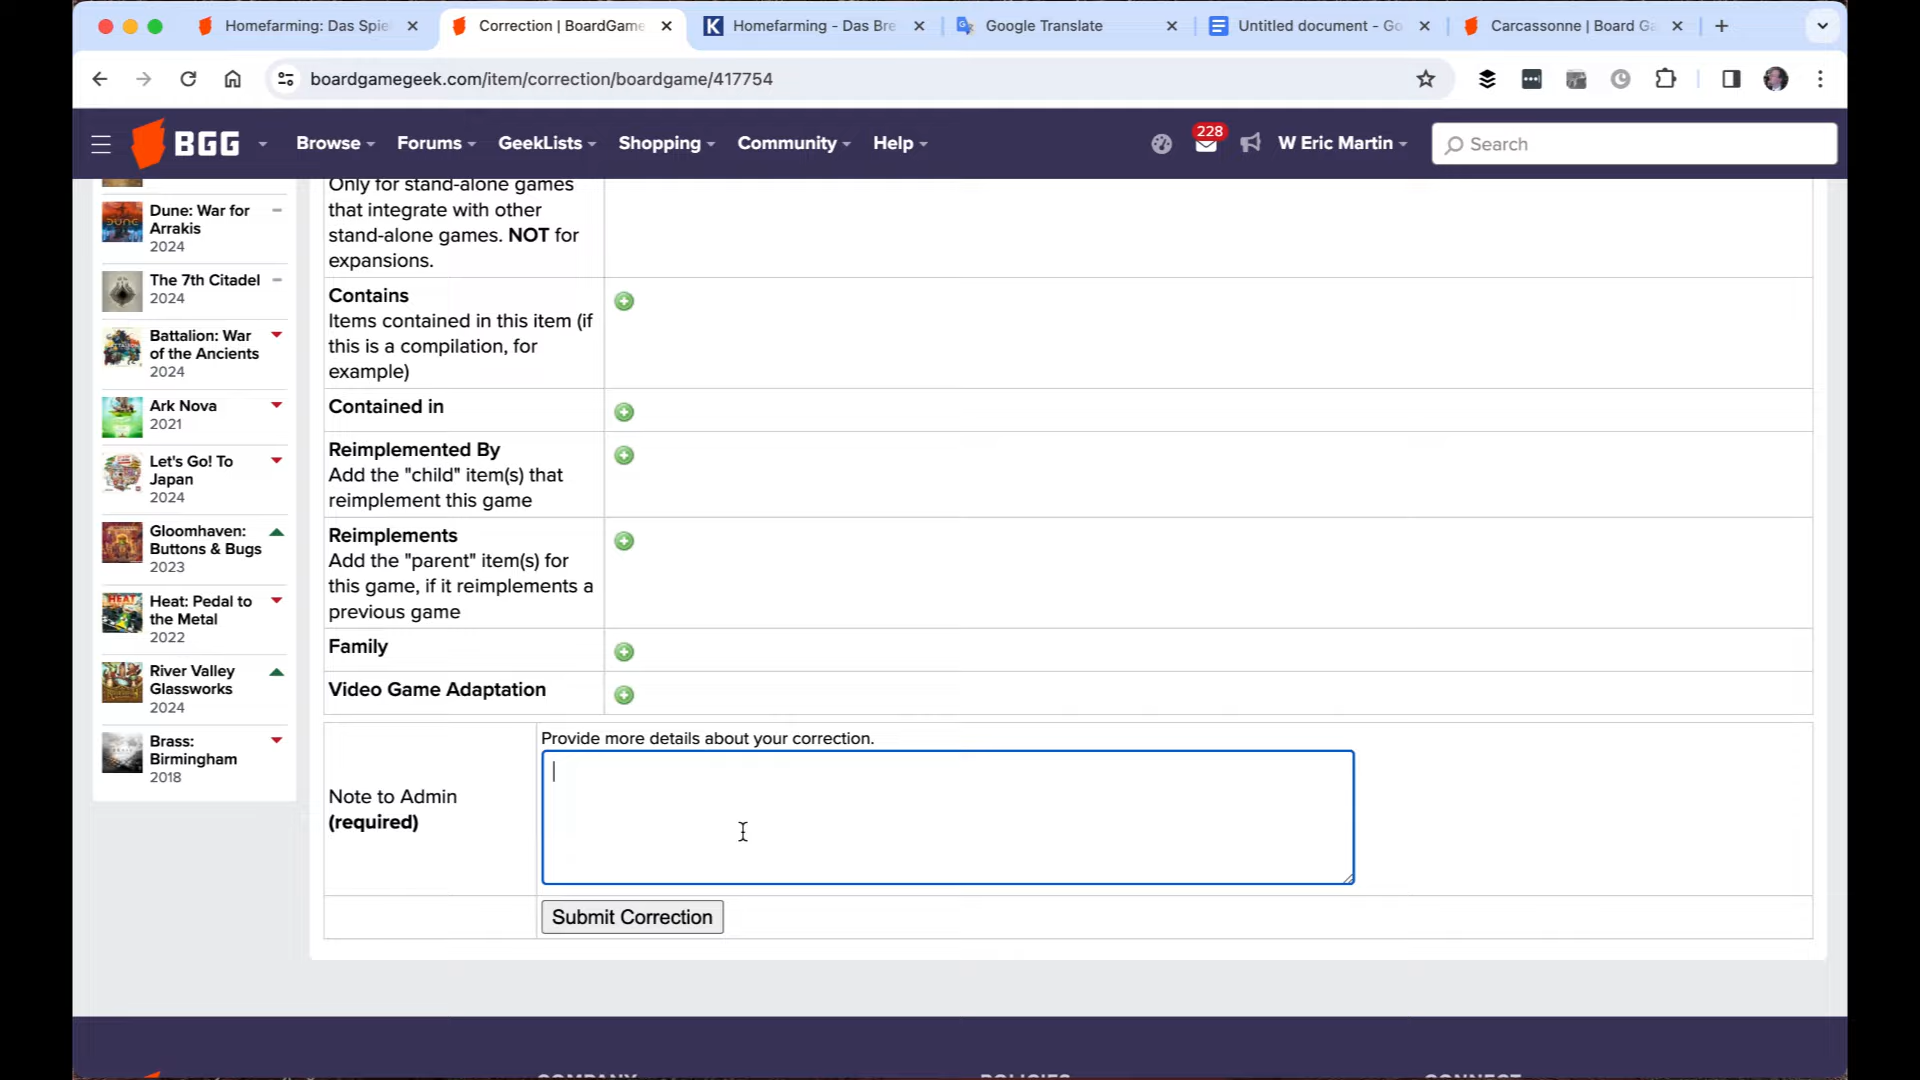 Homefarming: Das Spie
Correction | BoardGame
Homefarming - Das Bre
Google Translate
Untitled document - Go
Carcassonne | Board Ga
boardgamegeek.com/item/correction/boardgame/417754
BGG
Browse
Forums
GeekLists
Shopping
Community
Help
228
W Eric Martin
Search
Dune: War for
Arrakis
2024
The 7th Citadel
2024
Battalion: War
of the Ancients
2024
Ark Nova
2021
Let's Go! To
Japan
2024
Gloomhaven:
Buttons & Bugs
2023
Heat: Pedal to
the Metal
2022
River Valley
Glassworks
2024
Brass:
Birmingham
2018
Only for stand-alone games
that integrate with other
stand-alone games. NOT for
expansions.
Contains
Items contained in this item (if
this is a compilation, for
example)
Contained in
Reimplemented By
Add the "child" item(s) that
reimplement this game
Reimplements
Add the "parent" item(s) for
this game, if it reimplements a
previous game
Family
Video Game Adaptation
Note to Admin
(required)
Provide more details about your correction.
Submit Correction
COMPANY
POLICIES
CONNECT